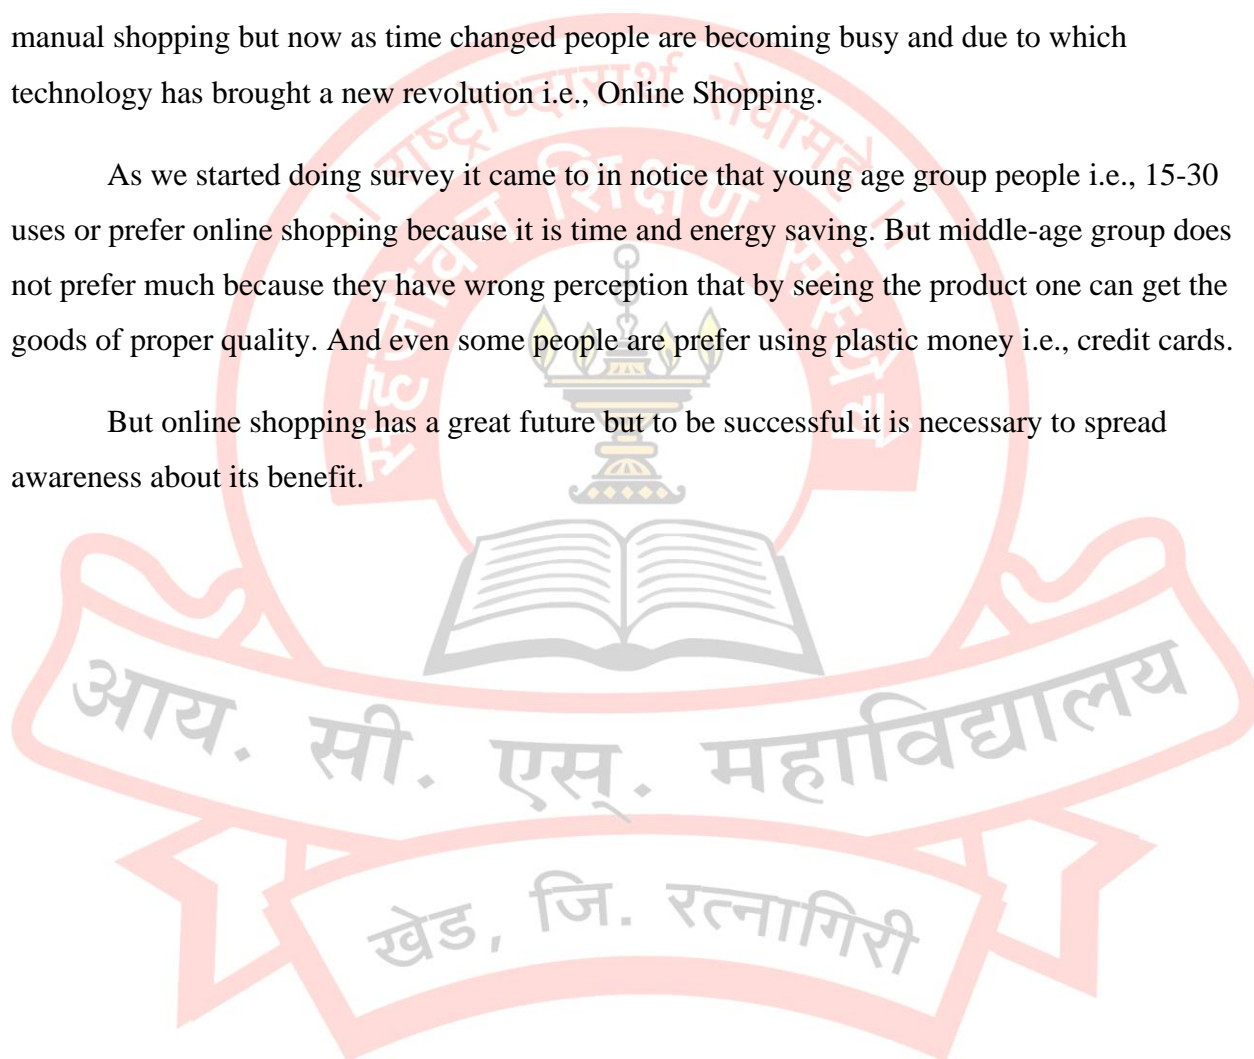 manual shopping but now as time changed people are becoming busy and due to which
technology has brought a new revolution i.e., Online Shopping.
As we started doing survey it came to in notice that young age group people i.e., 15-30
uses or prefer online shopping because it is time and energy saving. But middle-age group does
not prefer much because they have wrong perception that by seeing the product one can get the
goods of proper quality. And even some people are prefer using plastic money i.e., credit cards.
But online shopping has a great future but to be successful it is necessary to spread
awareness about its benefit.
।। राष्ट्रोध्दारार्थ सेवामहे ।।
सहजीवन शिक्षण संस्थेचे
आय. सी. एस्. महाविद्यालय
खेड, जि. रत्नागिरी